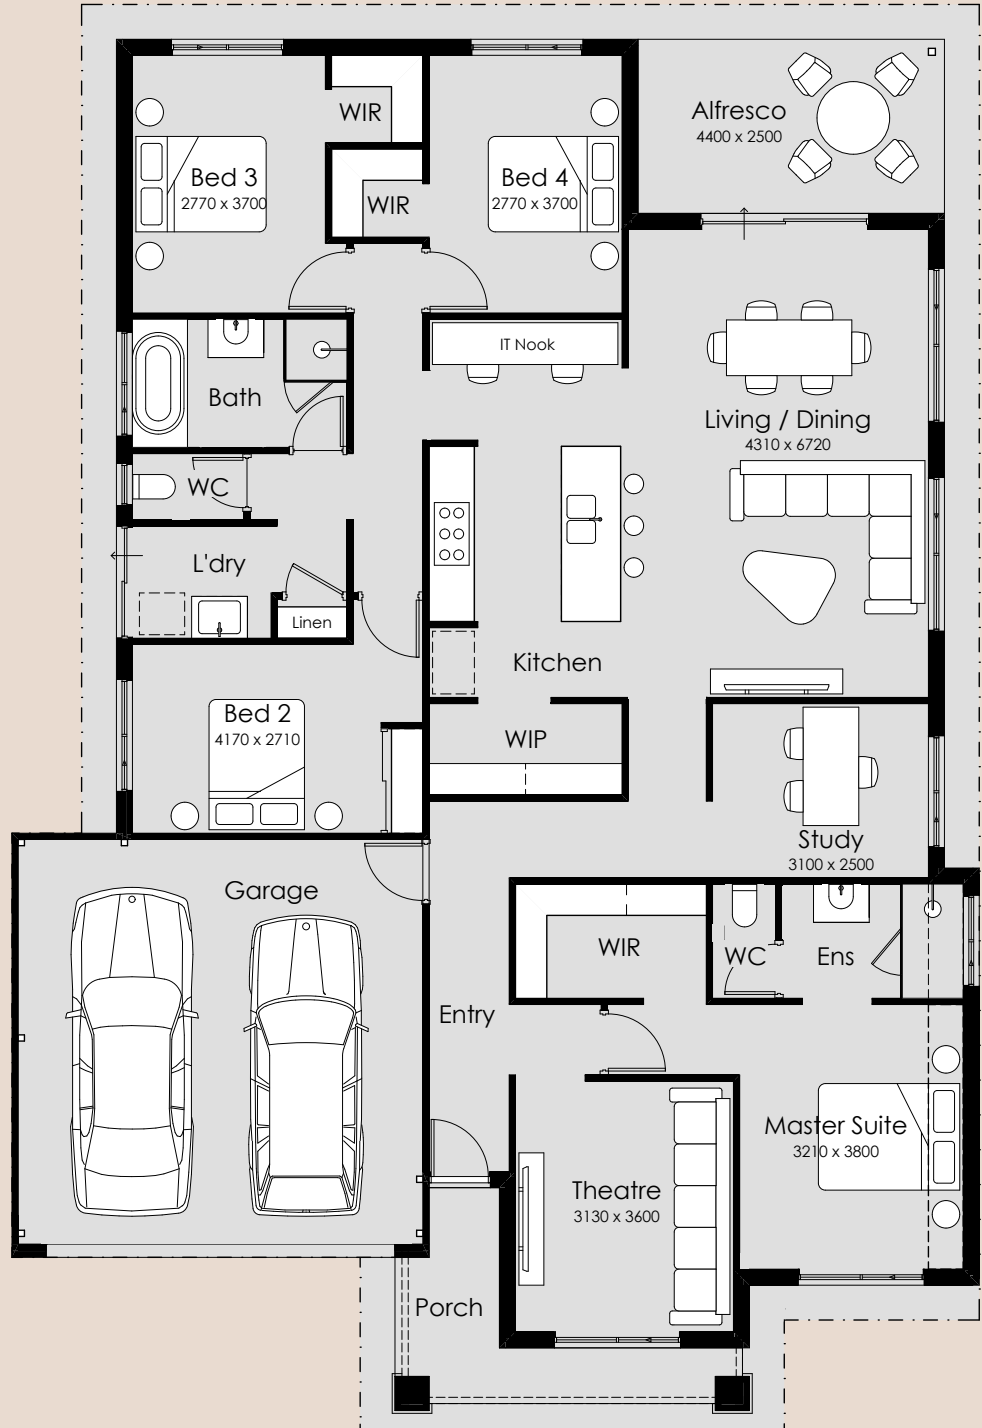 WIR
Alfresco
4400 x 2500
Bed 3
2770 x 3700
WIR
Bed 4
2770 x 3700
IT Nook
Bath
Living / Dining
4310 x 6720
WC
L'dry
Linen
Kitchen
Bed 2
4170 x 2710
WIP
Study
3100 x 2500
Garage
WIR
WC
Ens
Entry
Master Suite
3210 x 3800
Theatre
3130 x 3600
Porch